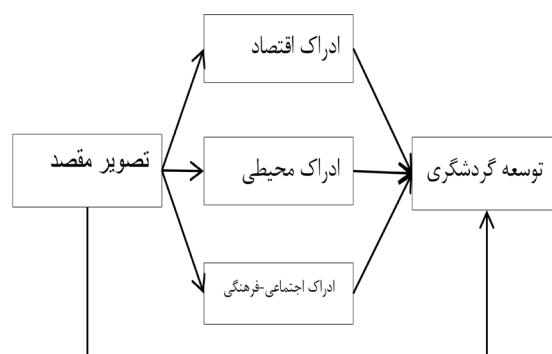 ادراک اقتصاد
تصویر مقصد
ادراک محیطی
توسعه گردشگری
ادراک اجتماعی-فرهنگی